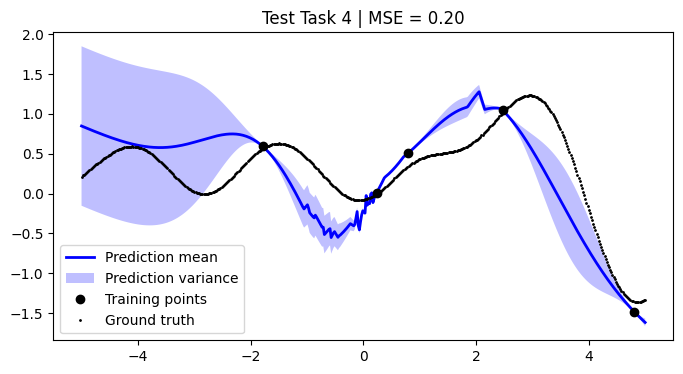 Test Task 4 | MSE = 0.20
2.0
1.5
1.0
0.5
0.0
−0.5
−1.0
−1.5
−4
−2
0
2
4
Prediction mean
Prediction variance
Training points
Ground truth